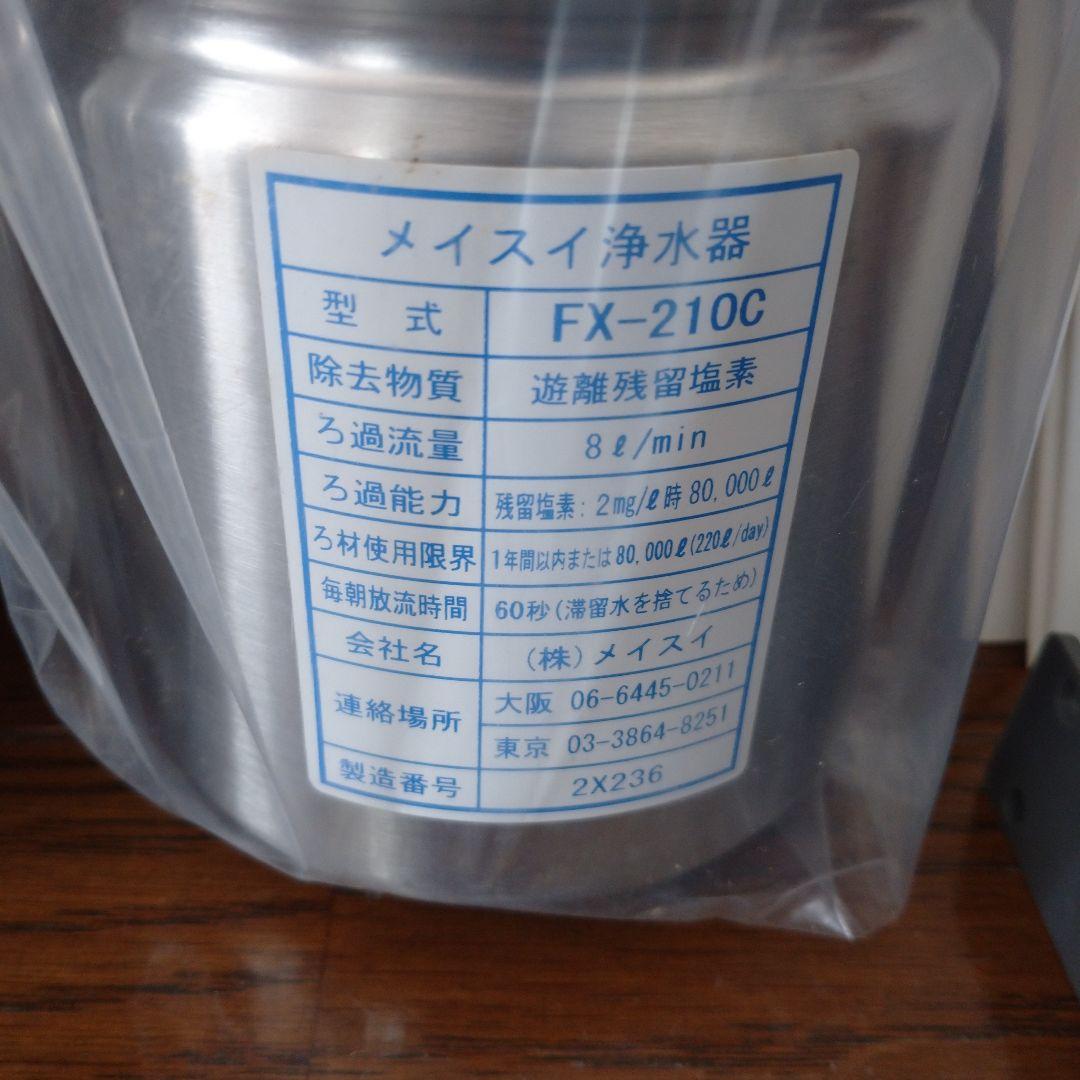 メイスイ浄水器
型 式 FX-210C
除去物質 遊離残留塩素
ろ過流量 8ℓ/min
ろ過能力 残留塩素:2mg/ℓ時80,000ℓ
ろ材使用限界 1年間以内または80,000ℓ(220ℓ/day)
毎朝放流時間 60秒(滞留水を捨てるため)
会社名 (株)メイスイ
連絡場所 大阪 06-6445-0211
東京 03-3864-8251
製造番号 2X236